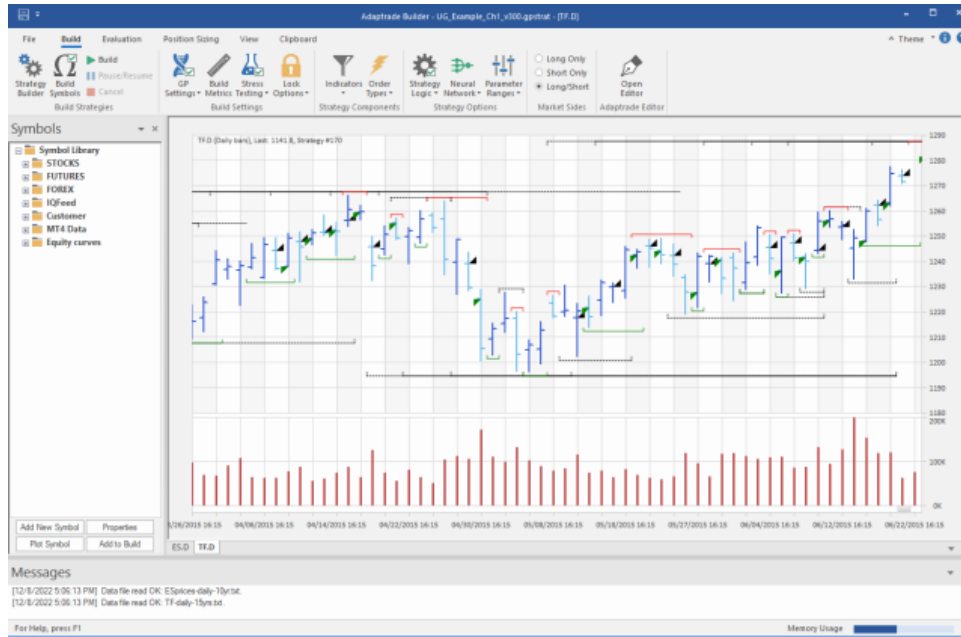 Adaptrade Builder - UG_Example_Ch1_v300.gpstrat - [TF.D]
File Build Evaluation Position Sizing View Clipboard Theme
Strategy Builder
Build Symbols
Build
Pause/Resume
Cancel
GP Settings
Build Metrics
Stress Testing
Lock Options
Indicators
Order Types
Strategy Logic
Neural Network
Parameter Ranges
Long Only
Short Only
Long/Short
Open Editor
Build Strategies Build Settings Strategy Components Strategy Options Market Sides Adaptrade Editor
Symbols
Symbol Library
STOCKS
FUTURES
FOREX
IQFeed
Customer
MT4 Data
Equity curves
Add New Symbol Properties
Plot Symbol Add to Build
TF.D (Daily bars), Last: 1141.8, Strategy #170
1290
1280
1270
1260
1250
1240
1230
1220
1210
1200
1190
1180
200K
100K
0K
/26/2015 16:15 04/06/2015 16:15 04/14/2015 16:15 04/22/2015 16:15 04/30/2015 16:15 05/08/2015 16:15 05/18/2015 16:15 05/27/2015 16:15 06/04/2015 16:15 06/12/2015 16:15 06/22/2015 16:15
ES.D TF.D
Messages
[12/8/2022 5:06:13 PM] Data file read OK: ESprices-daily-10yr.txt.
[12/8/2022 5:06:13 PM] Data file read OK: TF-daily-15yrs.txt.
For Help, press F1 Memory Usage